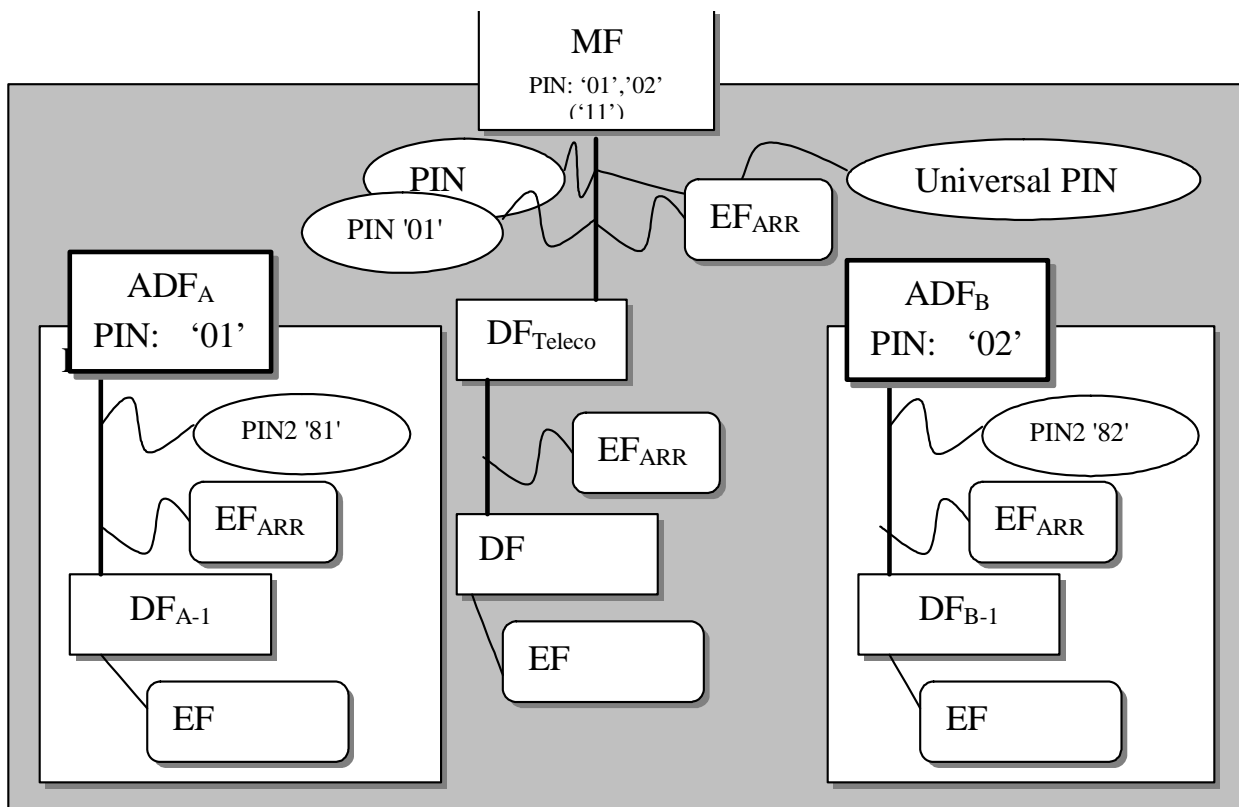 MF
PIN: ‘01’,’02’
(‘11’)
PIN
Universal PIN
PIN '01'
EFARR
ADFA
PIN: ‘01’
DFTeleco
ADFB
PIN: ‘02’
PIN2 '81'
EFARR
PIN2 '82'
EFARR
DF
EFARR
DFA-1
DFB-1
EF
EF
EF